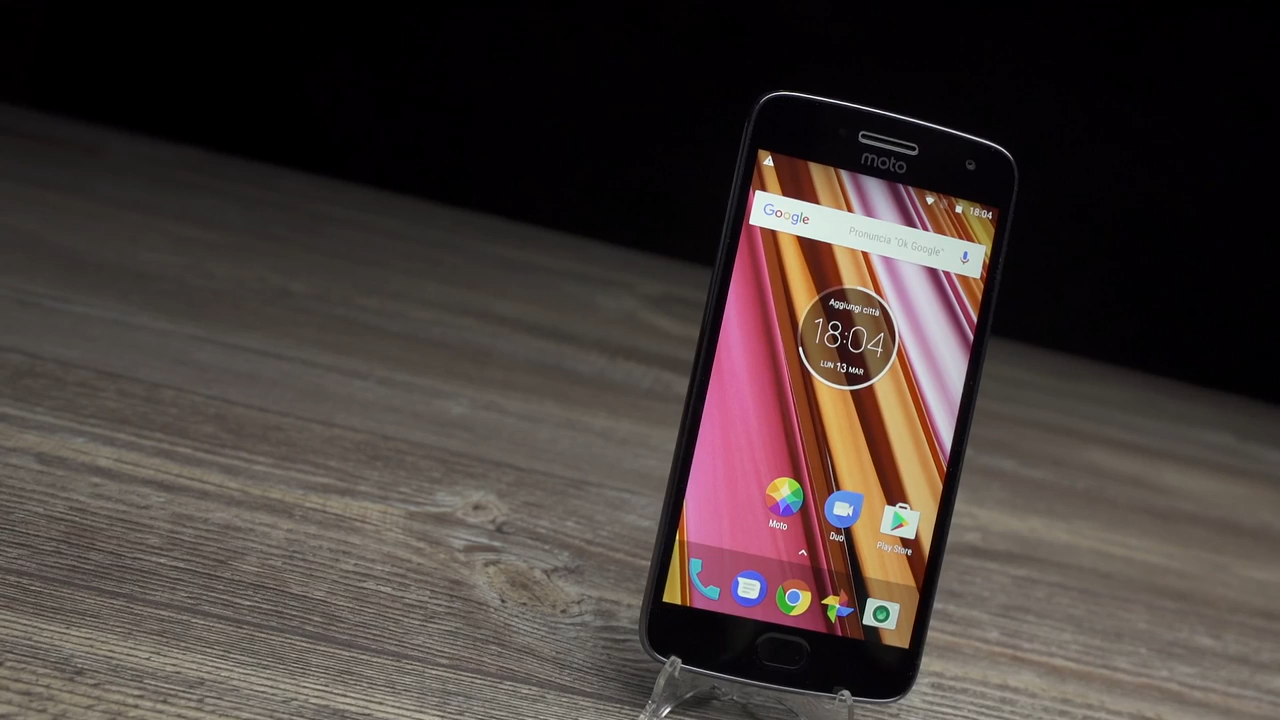 moto
18:04
Google
Pronuncia "Ok Google"
Aggiungi città
18:04
LUN 13 MAR
Moto
Duo
Play Store